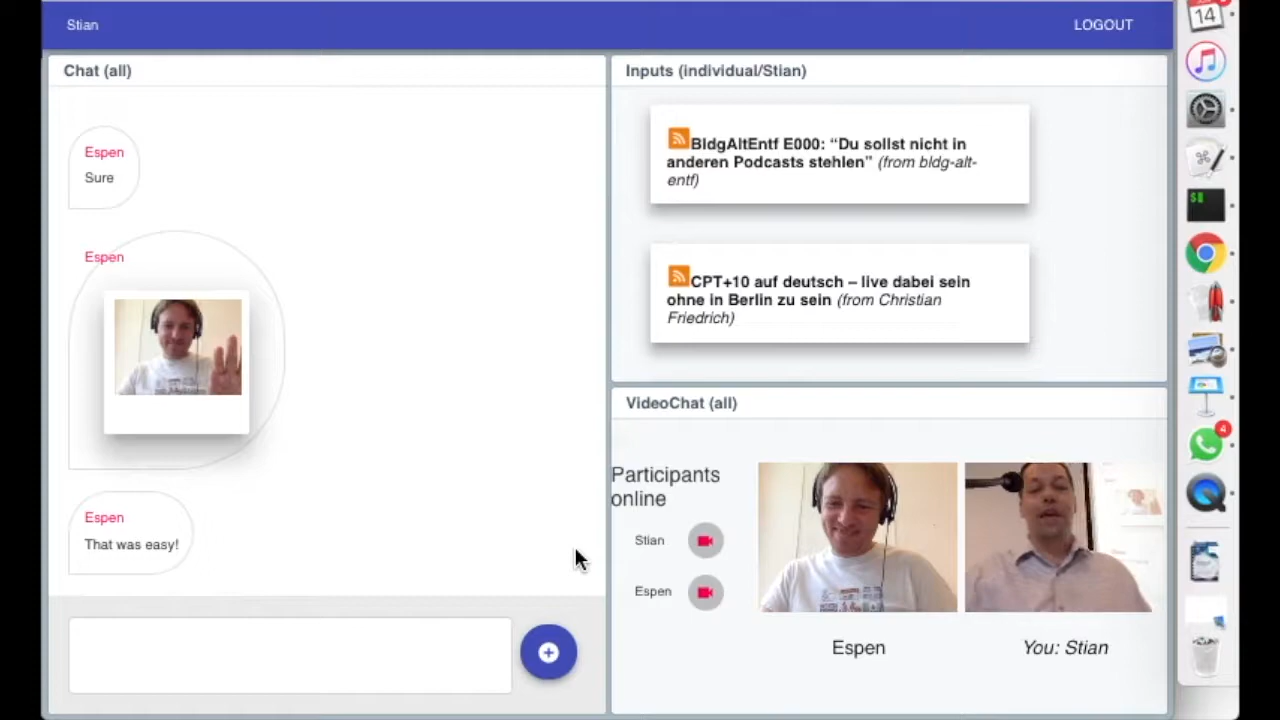 Stian
LOGOUT
Chat (all)
Espen
Sure
Espen
Espen
That was easy!
Inputs (individual/Stian)
BldgAltEntf E000: “Du sollst nicht in
anderen Podcasts stehlen” (from bldg-alt-
entf)
CPT+10 auf deutsch – live dabei sein
ohne in Berlin zu sein (from Christian
Friedrich)
VideoChat (all)
Participants
online
Stian
Espen
Espen
You: Stian
14
$
4